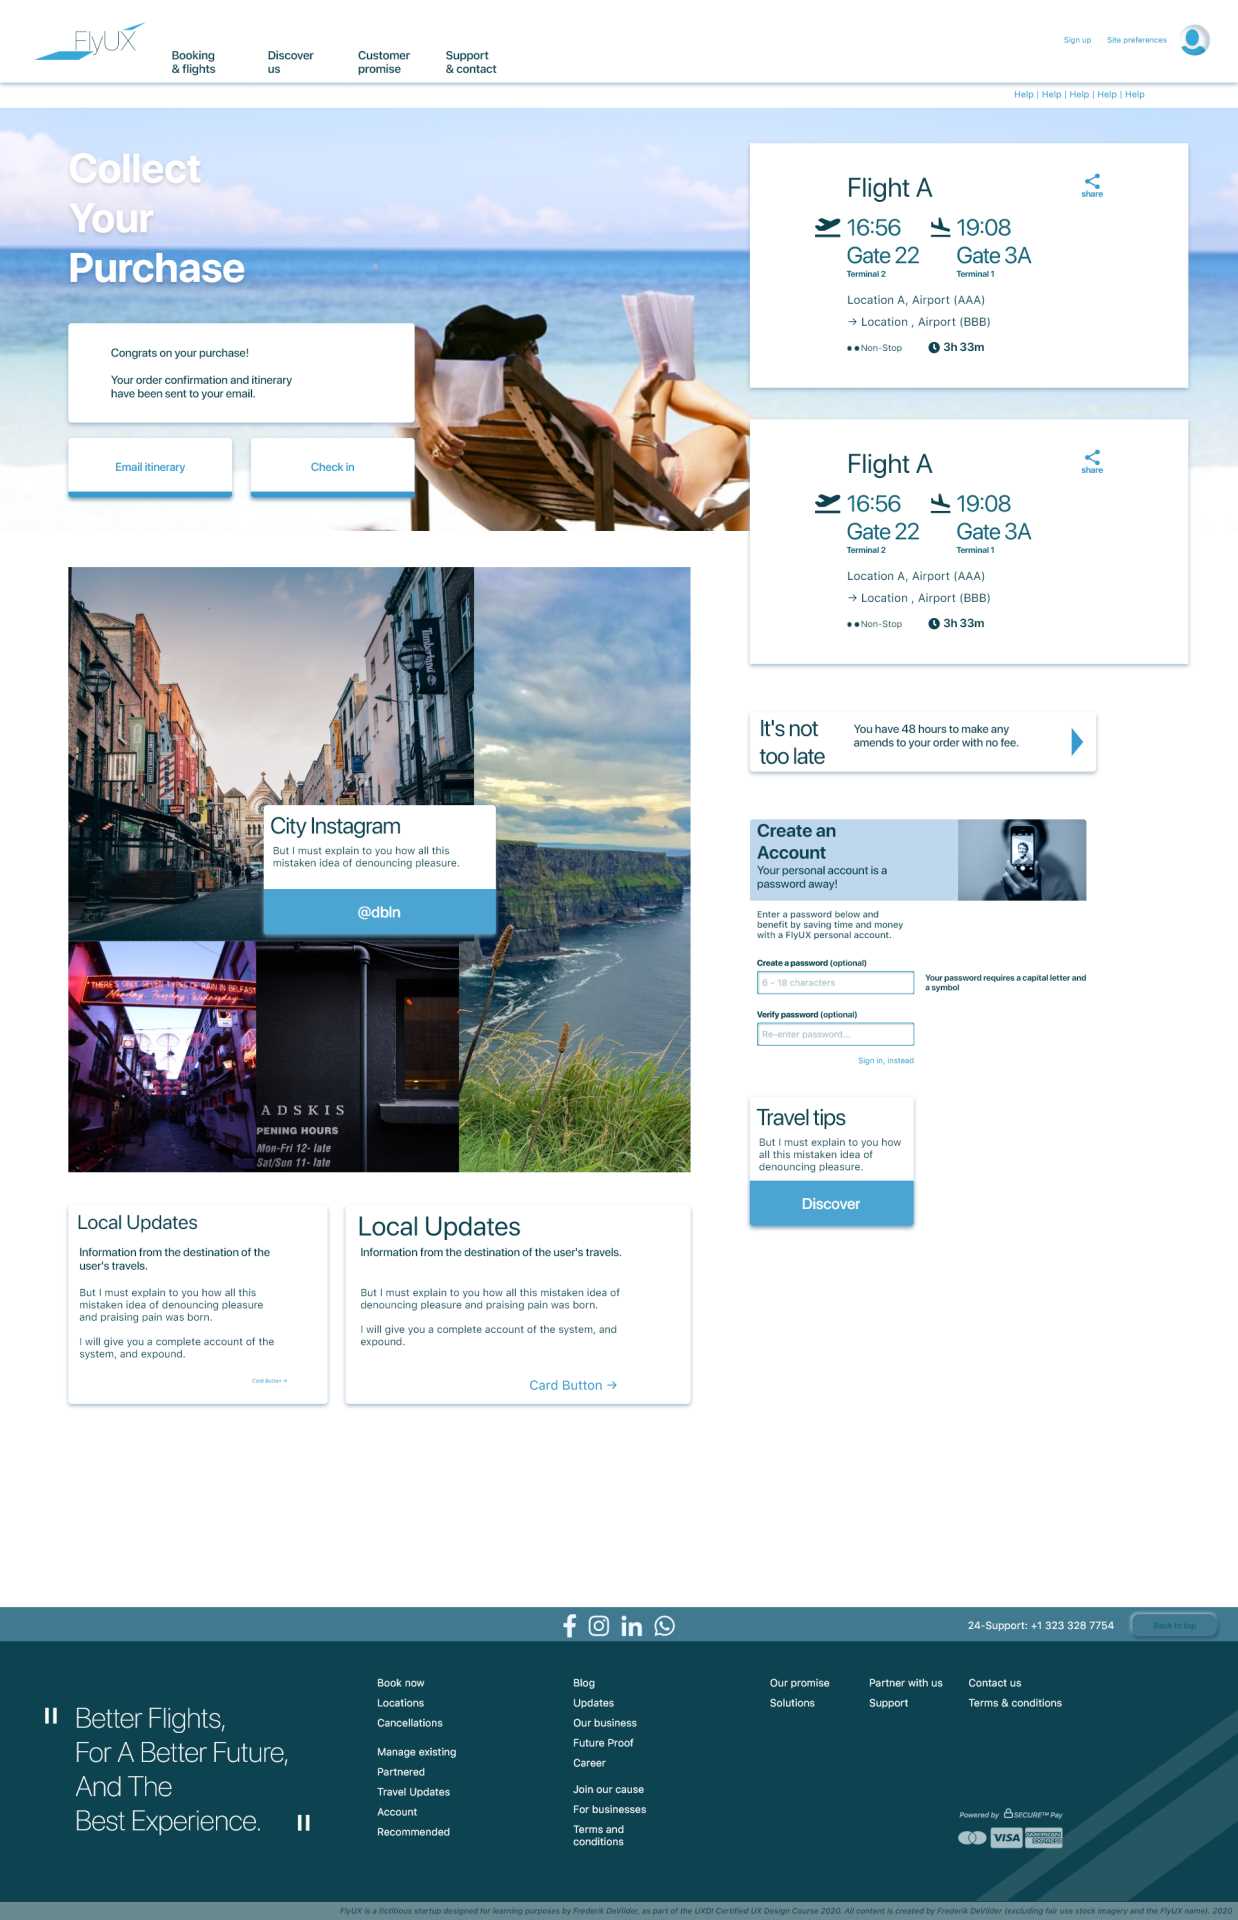 FlyUX
Booking
& flights
Discover
us
Customer
promise
Support
& contact
Sign up
Site preferences
Help | Help | Help | Help | Help
Collect
Your
Purchase
Congrats on your purchase!
Your order confirmation and itinerary
have been sent to your email.
Email itinerary
Check in
Flight A
share
16:56
Gate 22
Terminal 2
19:08
Gate 3A
Terminal 1
Location A, Airport (AAA)
→ Location , Airport (BBB)
Non-Stop
3h 33m
Flight A
share
16:56
Gate 22
Terminal 2
19:08
Gate 3A
Terminal 1
Location A, Airport (AAA)
→ Location , Airport (BBB)
Non-Stop
3h 33m
Timberland
City Instagram
But I must explain to you how all this
mistaken idea of denouncing pleasure.
@dbln
"THERE'S ONLY SEVEN TYPES OF RAIN IN BELFAST
Monday, Tuesday, Wednesday
ADSKIS
PENING HOURS
Mon-Fri 12- late
Sat/Sun 11- late
It's not
too late
You have 48 hours to make any
amends to your order with no fee.
Create an
Account
Your personal account is a
password away!
Enter a password below and
benefit by saving time and money
with a FlyUX personal account.
Create a password (optional)
6 - 18 characters
Your password requires a capital letter and
a symbol
Verify password (optional)
Re-enter password...
Sign in, instead
Travel tips
But I must explain to you how
all this mistaken idea of
denouncing pleasure.
Discover
Local Updates
Information from the destination of the
user's travels.
But I must explain to you how all this
mistaken idea of denouncing pleasure
and praising pain was born.
I will give you a complete account of the
system, and expound.
Card Button →
Local Updates
Information from the destination of the user's travels.
But I must explain to you how all this mistaken idea of
denouncing pleasure and praising pain was born.
I will give you a complete account of the system, and
expound.
Card Button →
24-Support: +1 323 328 7754
Back to top
Better Flights,
For A Better Future,
And The
Best Experience.
Book now
Locations
Cancellations
Manage existing
Partnered
Travel Updates
Account
Recommended
Blog
Updates
Our business
Future Proof
Career
Join our cause
For businesses
Terms and
conditions
Our promise
Solutions
Partner with us
Support
Contact us
Terms & conditions
Powered by SECURE™ Pay
VISA
AMERICAN
EXPRESS
FlyUX is a fictitious startup designed for learning purposes by Frederik DeVilder, as part of the UXDI Certified UX Design Course 2020. All content is created by Frederik DeVilder (excluding fair use stock imagery and the FlyUX name). 2020